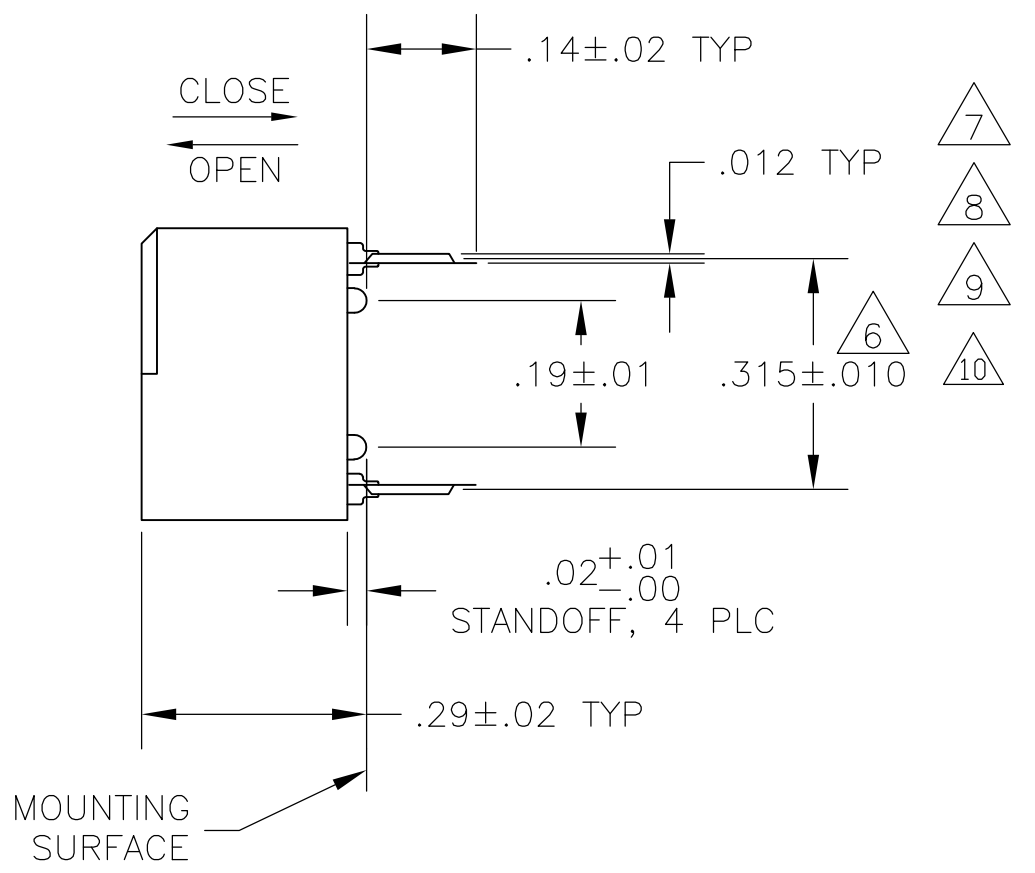 .14±.02 TYP
CLOSE
OPEN
.012 TYP
7
8
9
10
6
.19±.01
.315±.010
.02+.01
-.00
STANDOFF, 4 PLC
.29±.02 TYP
MOUNTING
SURFACE